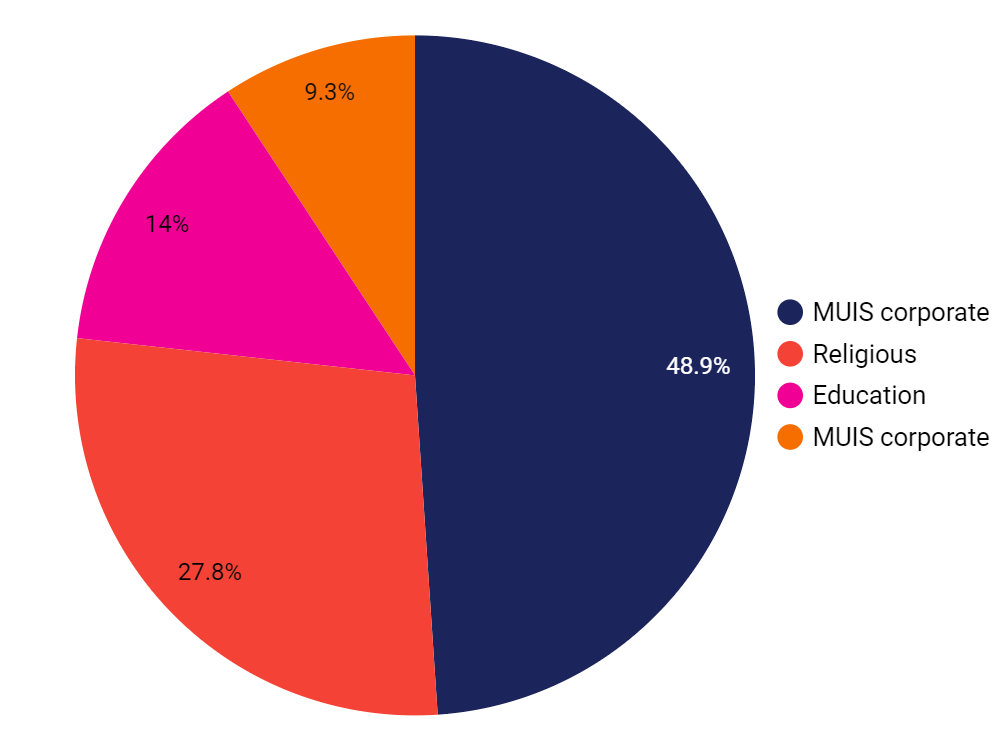 9.3%
14%
48.9%
27.8%
MUIS corporate
Religious
Education
MUIS corporate